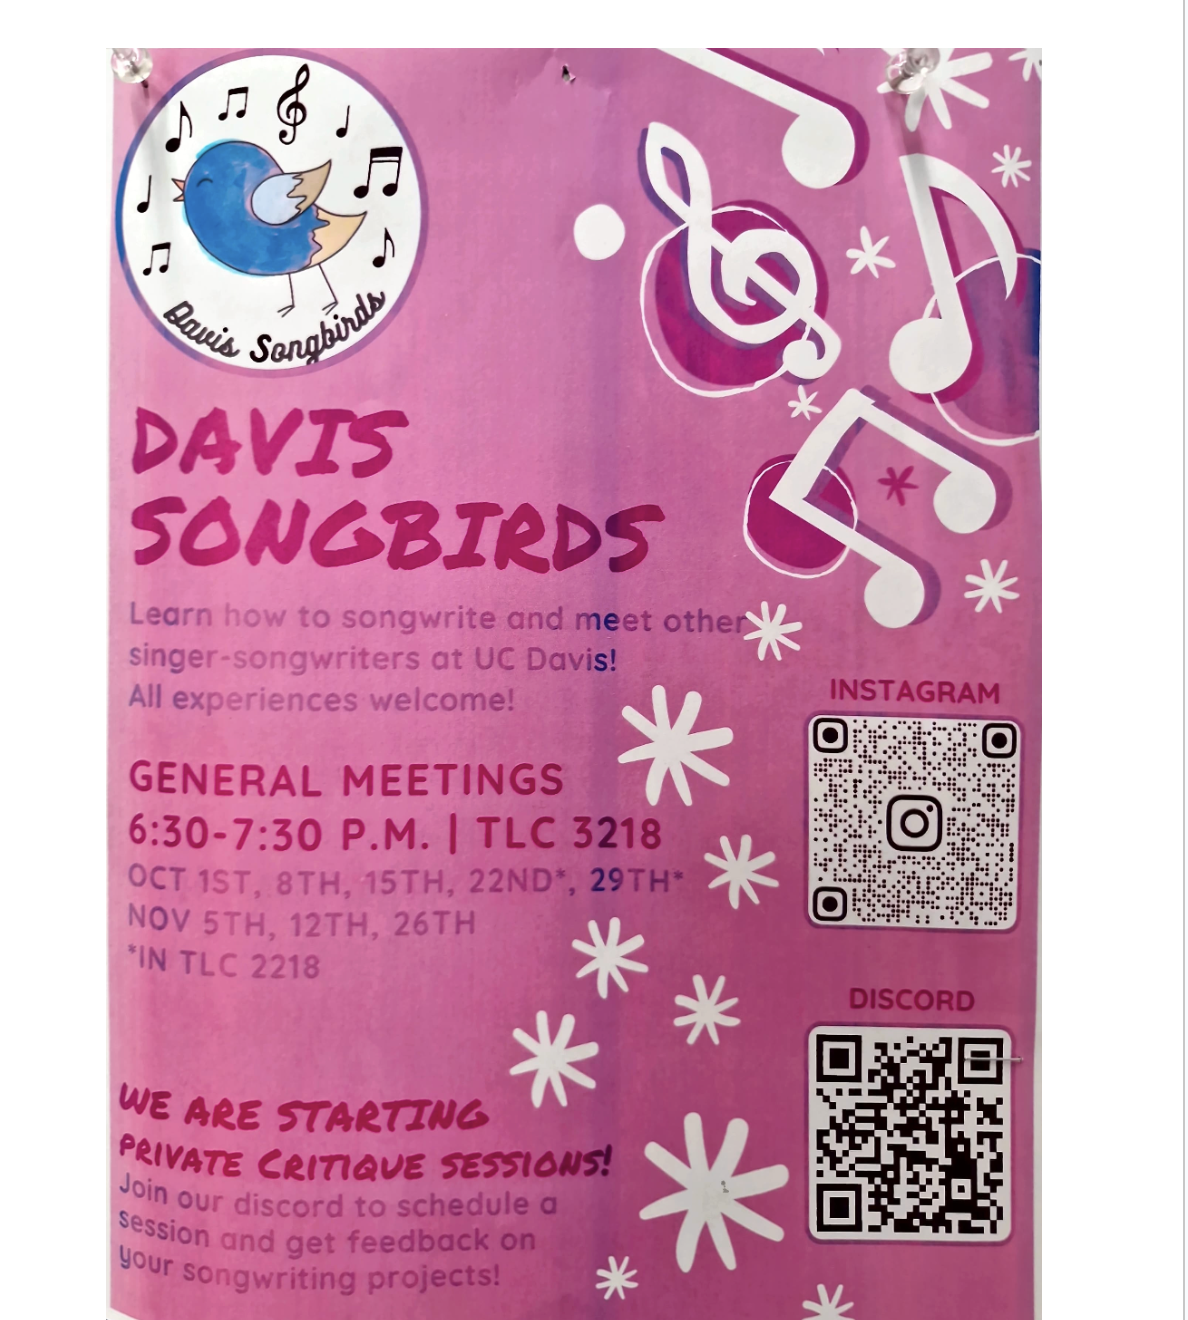 Davis Songbirds
DAVIS
SONGBIRDS
Learn how to songwrite and meet other
singer-songwriters at UC Davis!
All experiences welcome!
GENERAL MEETINGS
6:30-7:30 P.M. | TLC 3218
OCT 1ST, 8TH, 15TH, 22ND*, 29TH*
NOV 5TH, 12TH, 26TH
*IN TLC 2218
WE ARE STARTING
PRIVATE CRITIQUE SESSIONS!
Join our discord to schedule a
session and get feedback on
your songwriting projects!
INSTAGRAM
DISCORD